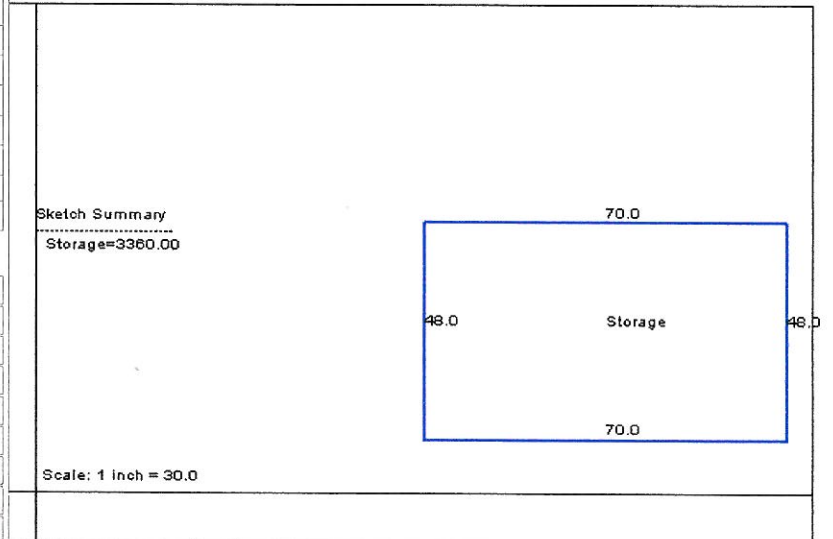 Sketch Summary
Storage=3360.00
70.0
48.0
Storage
48.0
70.0
Scale: 1 inch = 30.0